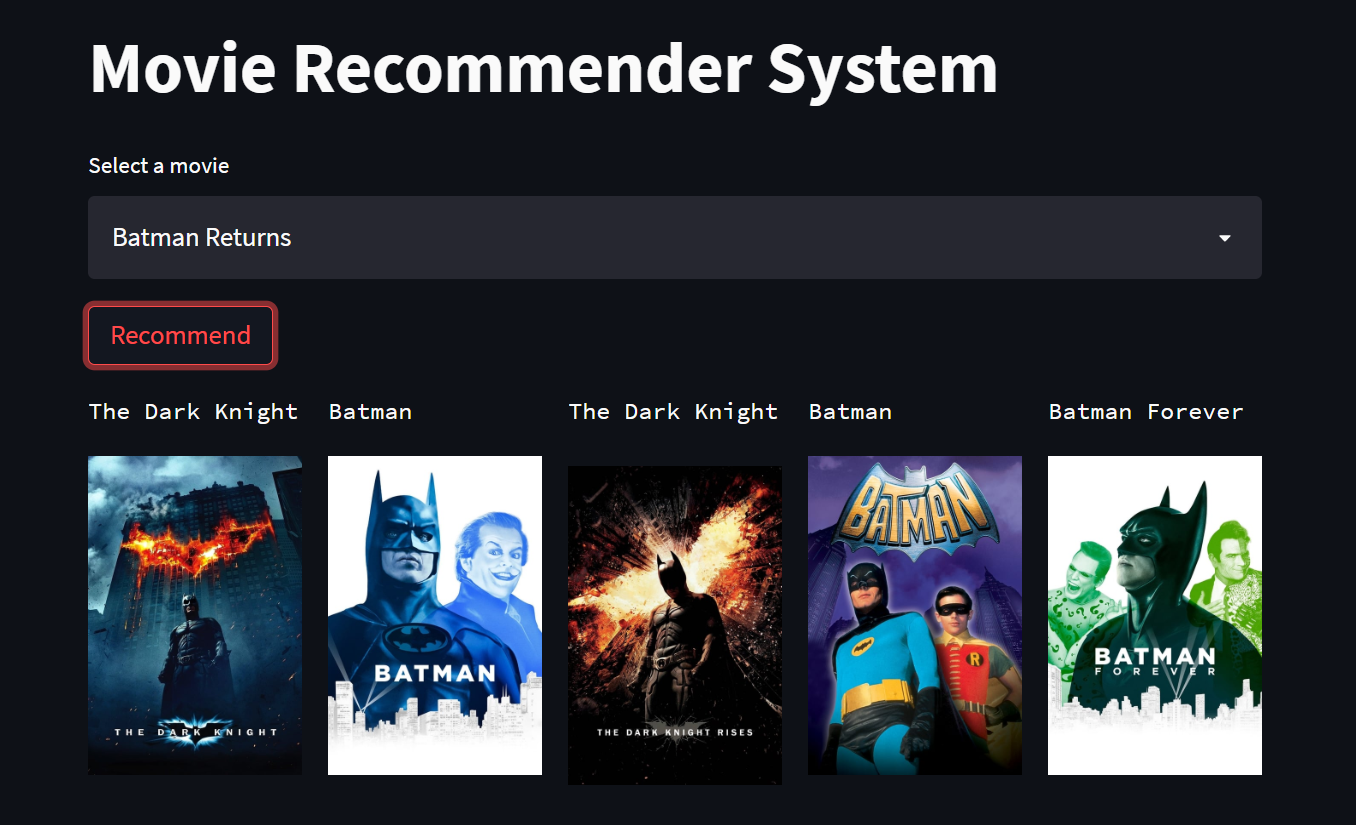 Movie Recommender System
Select a movie
Batman Returns
Recommend
The Dark Knight
Batman
The Dark Knight
Batman
Batman Forever
THE DARK KNIGHT
BATMAN
THE DARK KNIGHT RISES
BATMAN
R
BATMAN
FOREVER